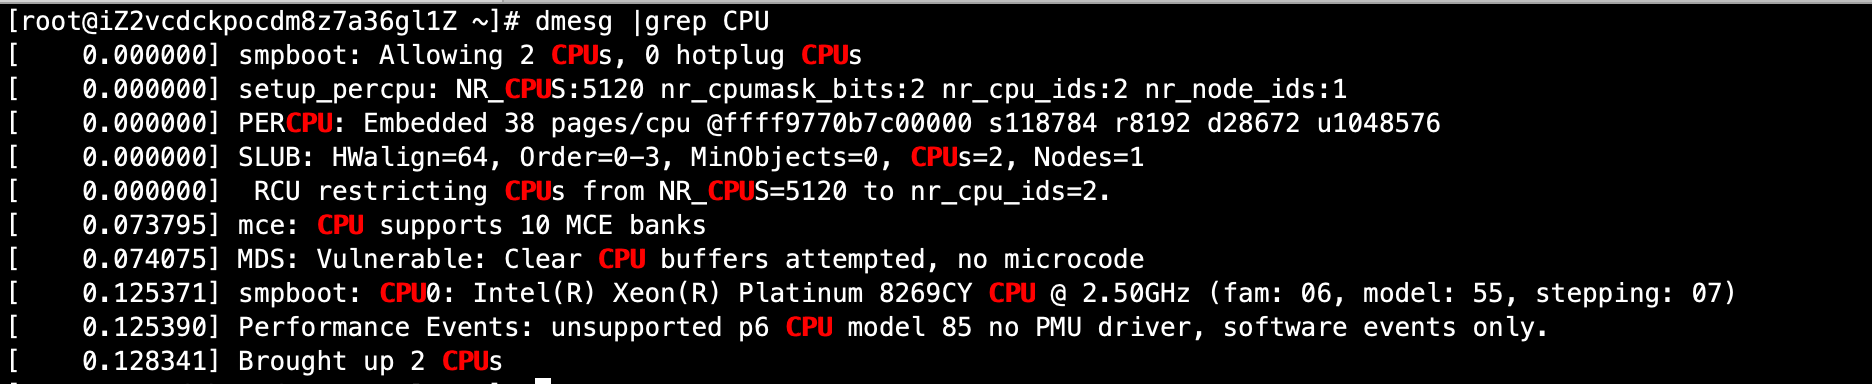 [root@iZ2vcdckpocdm8z7a36gl1Z ~]# dmesg |grep CPU
[    0.000000] smpboot: Allowing 2 CPUs, 0 hotplug CPUs
[    0.000000] setup_percpu: NR_CPUS:5120 nr_cpumask_bits:2 nr_cpu_ids:2 nr_node_ids:1
[    0.000000] PERCPU: Embedded 38 pages/cpu @ffff9770b7c00000 s118784 r8192 d28672 u1048576
[    0.000000] SLUB: HWalign=64, Order=0-3, MinObjects=0, CPUs=2, Nodes=1
[    0.000000]  RCU restricting CPUs from NR_CPUS=5120 to nr_cpu_ids=2.
[    0.073795] mce: CPU supports 10 MCE banks
[    0.074075] MDS: Vulnerable: Clear CPU buffers attempted, no microcode
[    0.125371] smpboot: CPU0: Intel(R) Xeon(R) Platinum 8269CY CPU @ 2.50GHz (fam: 06, model: 55, stepping: 07)
[    0.125390] Performance Events: unsupported p6 CPU model 85 no PMU driver, software events only.
[    0.128341] Brought up 2 CPUs